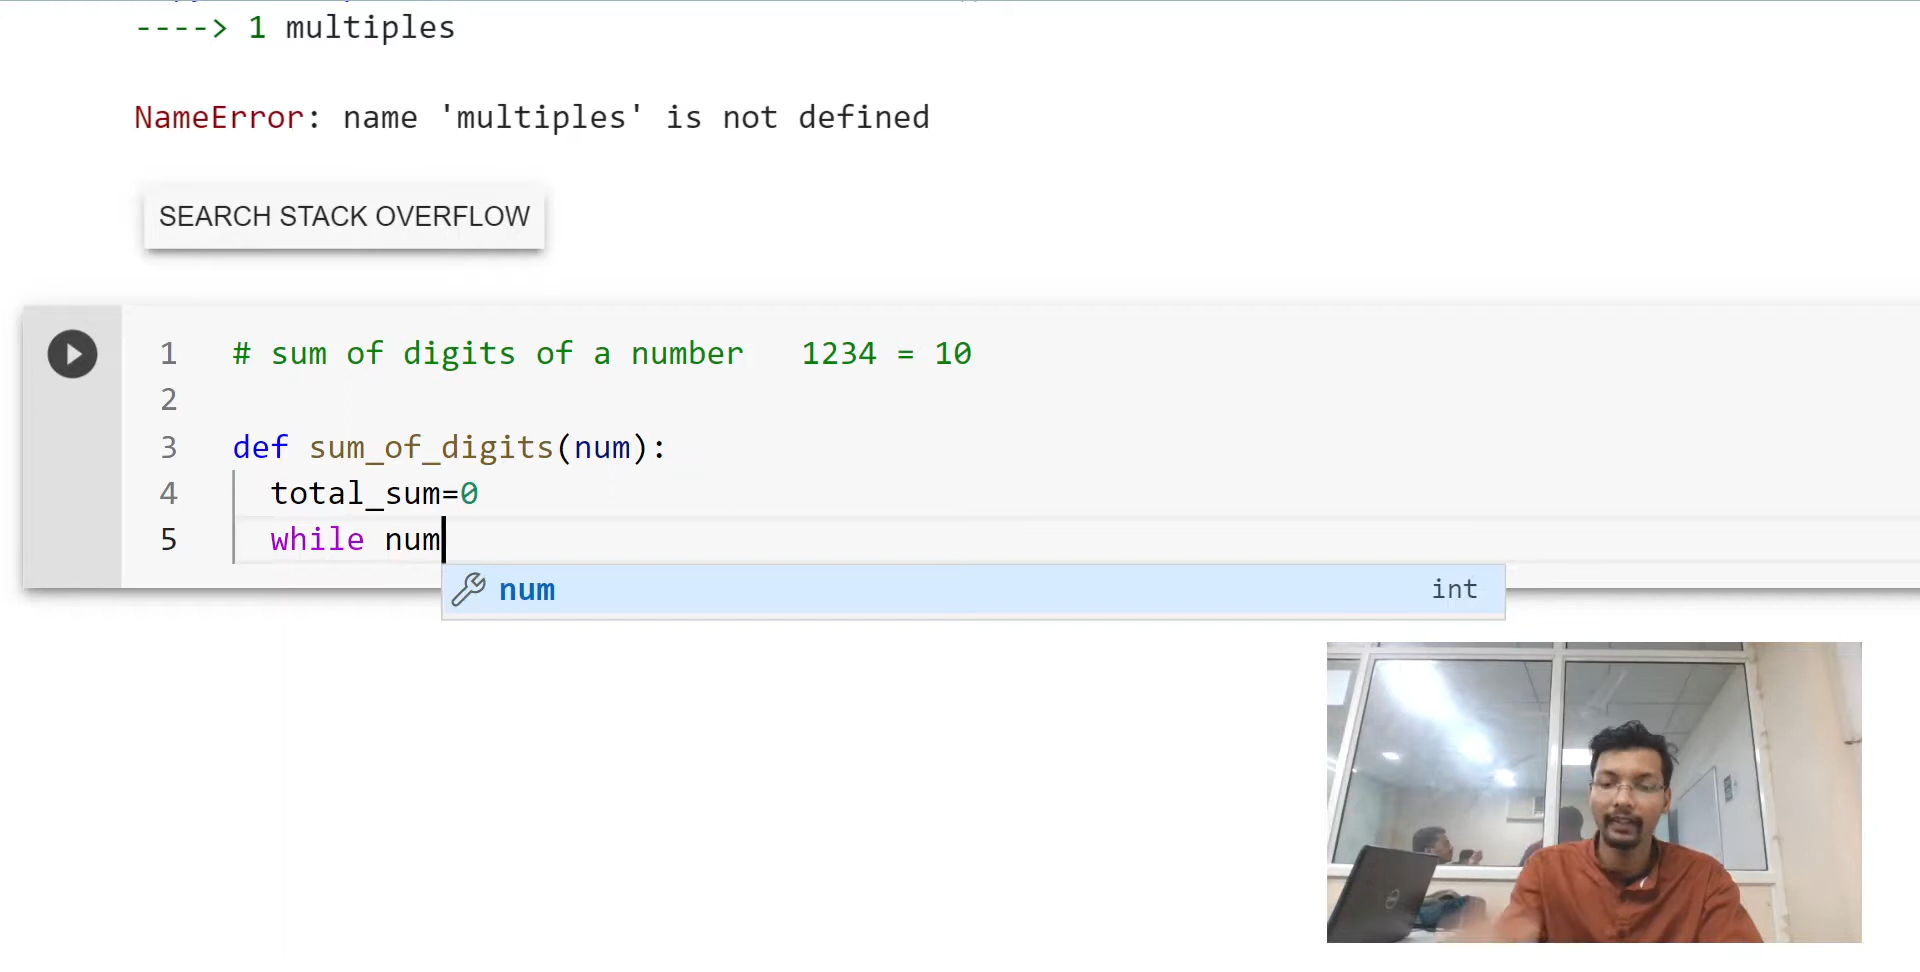 ----> 1 multiples
NameError: name 'multiples' is not defined
SEARCH STACK OVERFLOW
1 # sum of digits of a number   1234 = 10
2
3 def sum_of_digits(num):
4   total_sum=0
5   while num
num int